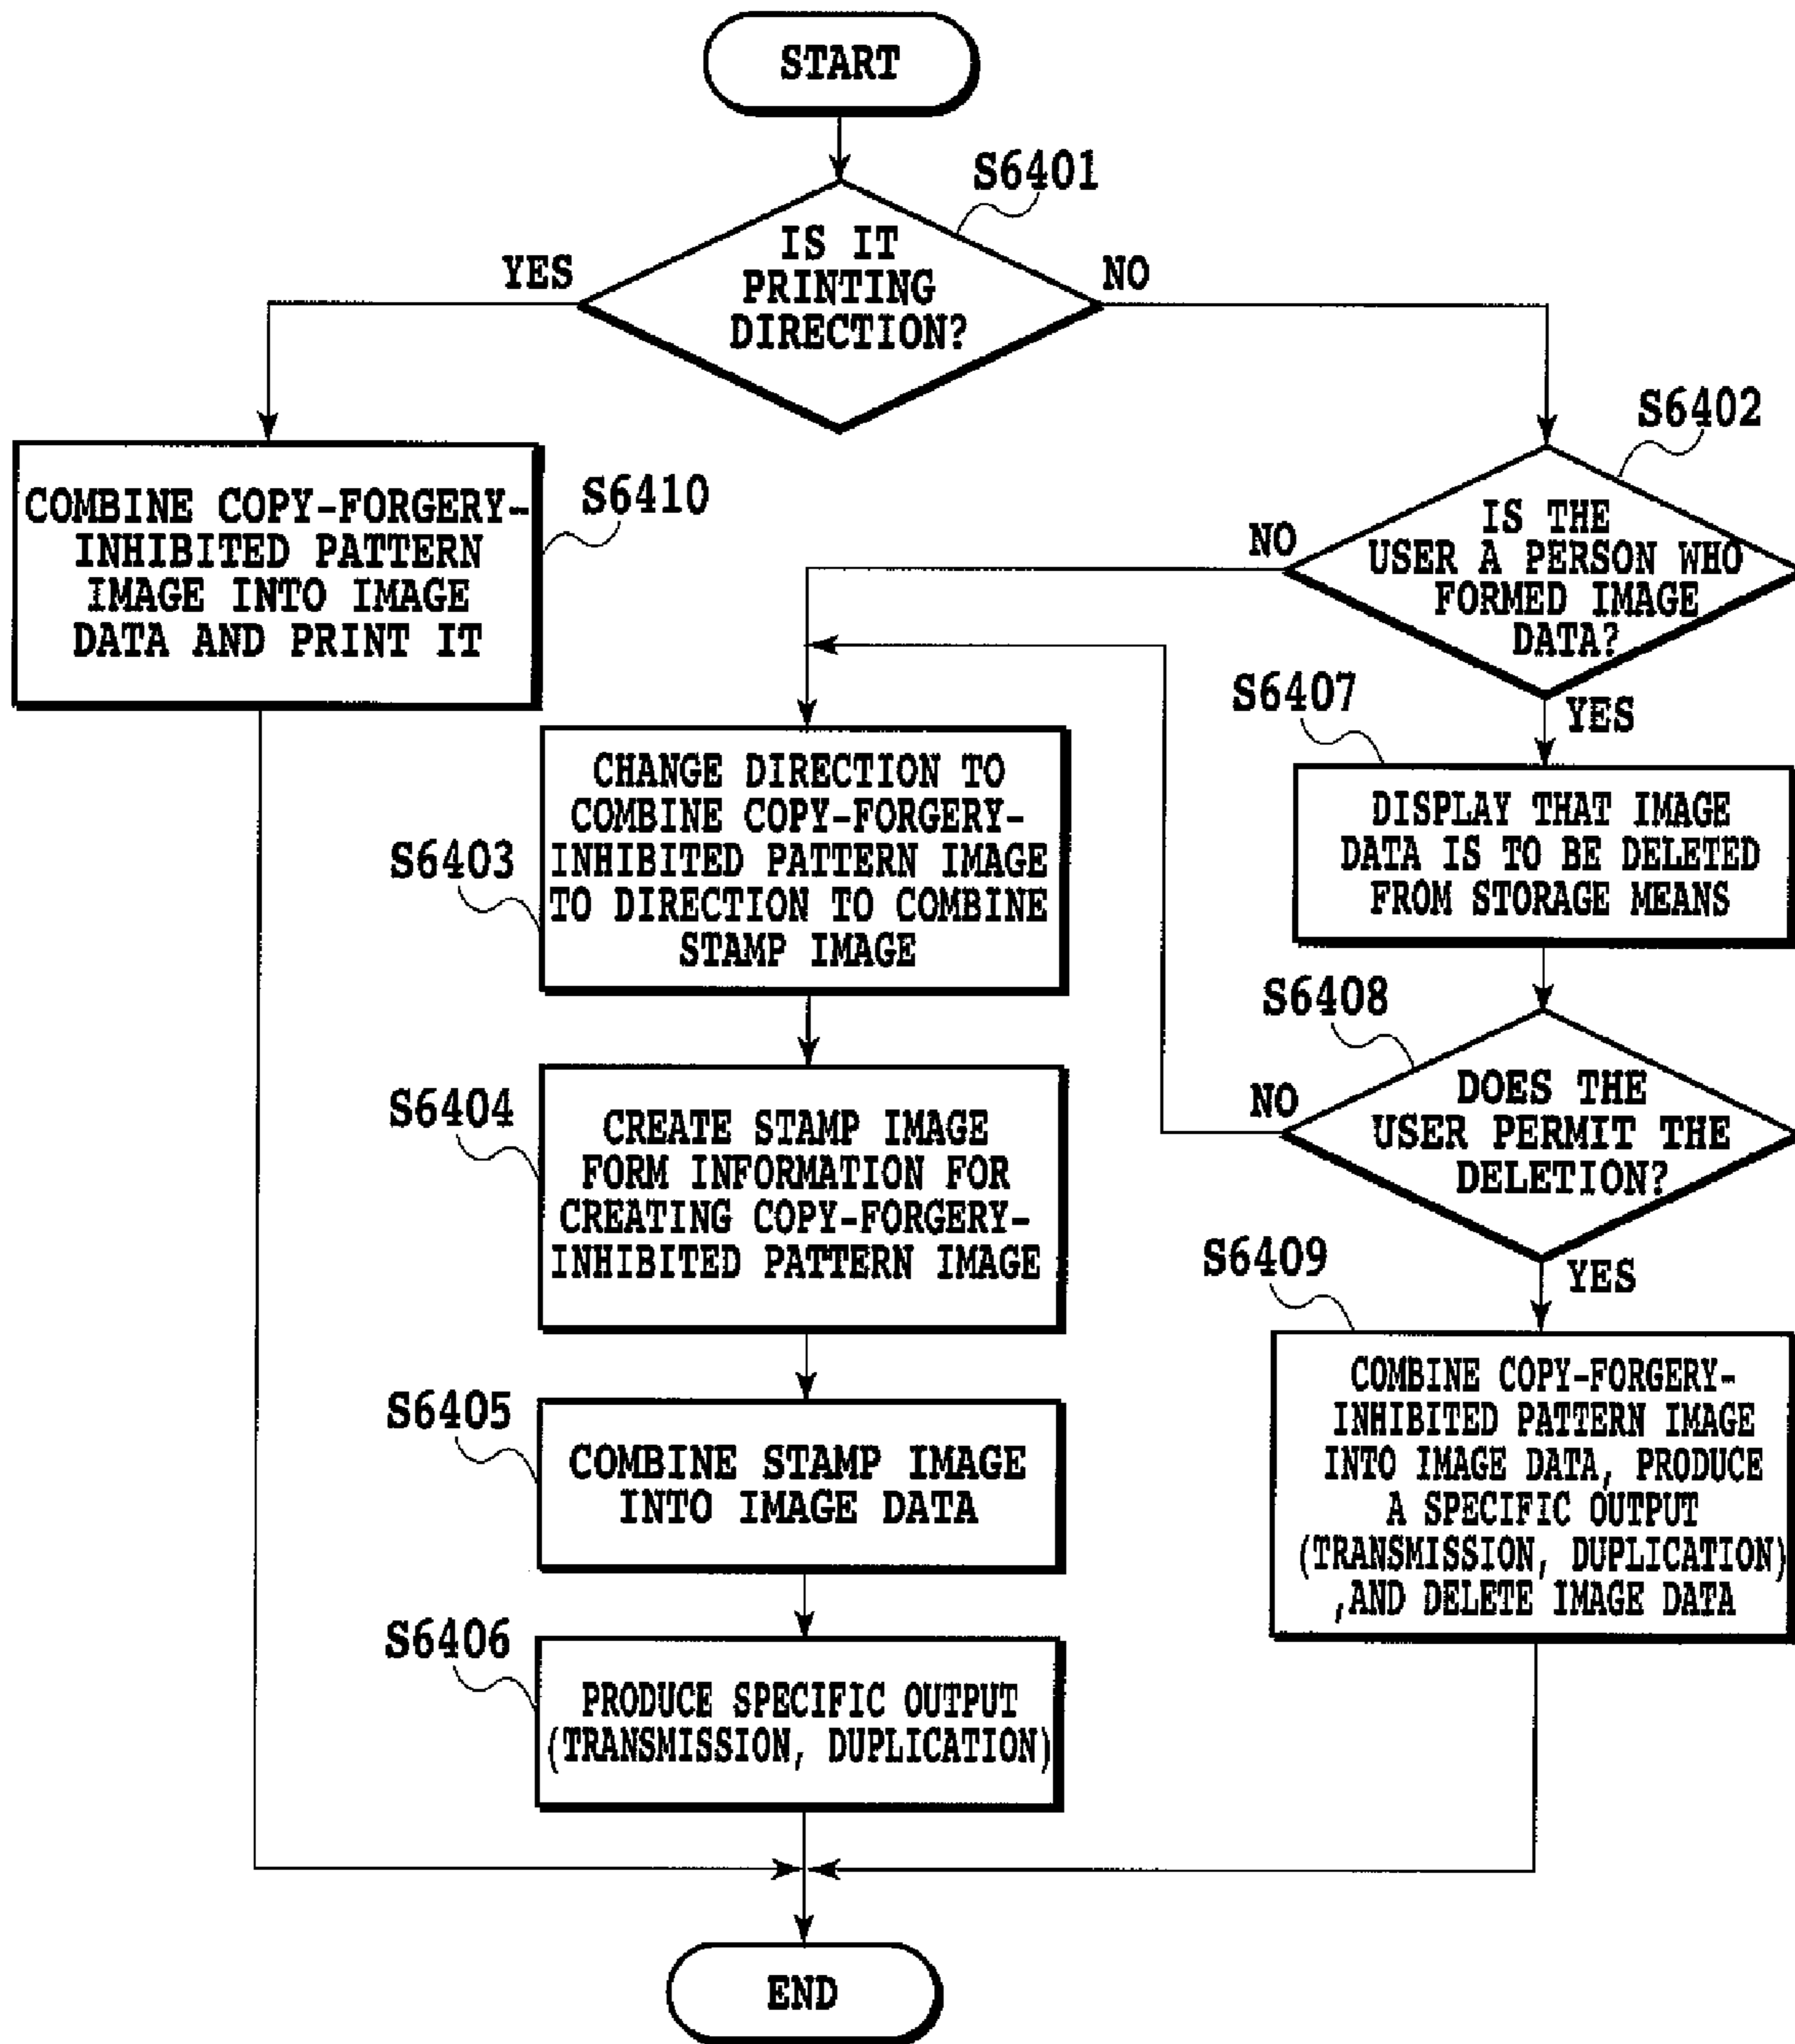 START
S6401
IS IT
PRINTING
DIRECTION?
YES
NO
S6402
IS THE
USER A PERSON WHO
FORMED IMAGE
DATA?
NO
YES
S6410
COMBINE COPY-FORGERY-
INHIBITED PATTERN
IMAGE INTO IMAGE
DATA AND PRINT IT
S6407
DISPLAY THAT IMAGE
DATA IS TO BE DELETED
FROM STORAGE MEANS
S6403
CHANGE DIRECTION TO
COMBINE COPY-FORGERY-
INHIBITED PATTERN IMAGE
TO DIRECTION TO COMBINE
STAMP IMAGE
S6408
DOES THE
USER PERMIT THE
DELETION?
NO
YES
S6404
CREATE STAMP IMAGE
FORM INFORMATION FOR
CREATING COPY-FORGERY-
INHIBITED PATTERN IMAGE
S6409
COMBINE COPY-FORGERY-
INHIBITED PATTERN IMAGE
INTO IMAGE DATA, PRODUCE
A SPECIFIC OUTPUT
(TRANSMISSION, DUPLICATION)
,AND DELETE IMAGE DATA
S6405
COMBINE STAMP IMAGE
INTO IMAGE DATA
S6406
PRODUCE SPECIFIC OUTPUT
(TRANSMISSION, DUPLICATION)
END